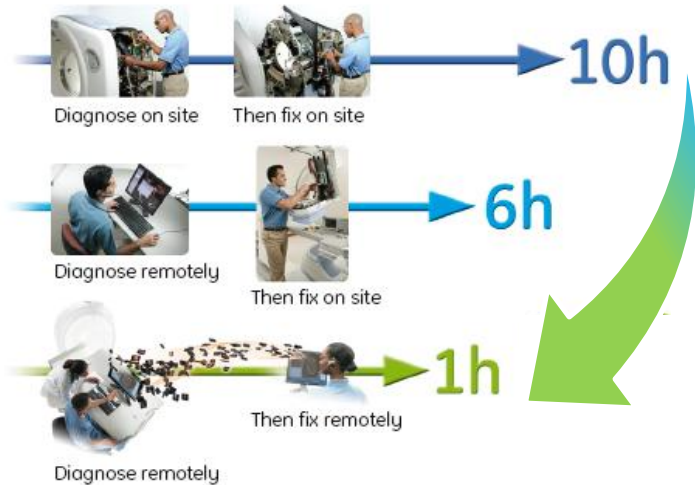 10h
Diagnose on site
Then fix on site
6h
Diagnose remotely
Then fix on site
1h
Then fix remotely
Diagnose remotely